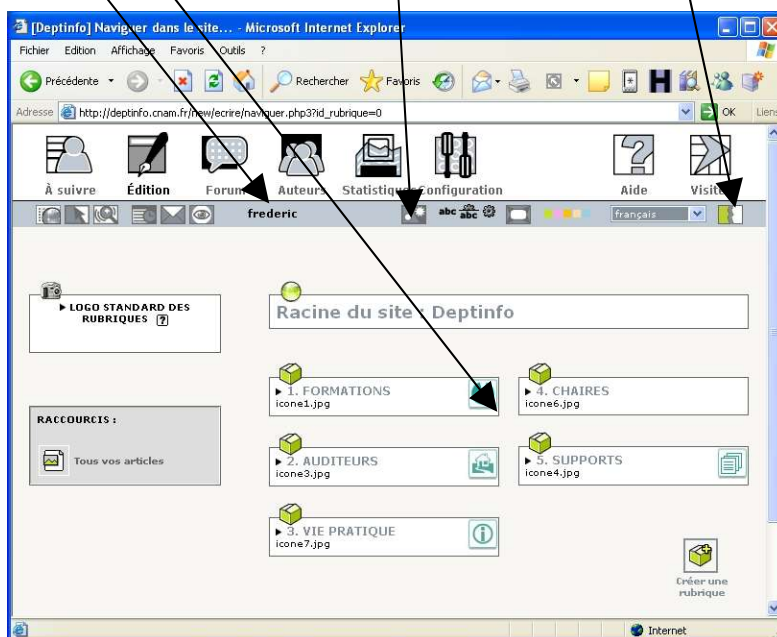 [Deptinfo] Naviguer dans le site... - Microsoft Internet Explorer
Fichier Edition Affichage Favoris Outils ?
Précédente Rechercher Favoris
Adresse http://deptinfo.cnam.fr/new/ecrire/naviguer.php3?id_rubrique=0 OK Liens
À suivre Édition Forum Auteurs Statistiques Configuration Aide Visiter
frederic abc abc français
LOGO STANDARD DES
RUBRIQUES ?
Racine du site : Deptinfo
1. FORMATIONS 4. CHAIRES
icone1.jpg icone6.jpg
RACCOURCIS :
Tous vos articles
2. AUDITEURS 5. SUPPORTS
icone3.jpg icone4.jpg
3. VIE PRATIQUE
icone7.jpg
Créer une
rubrique
Internet